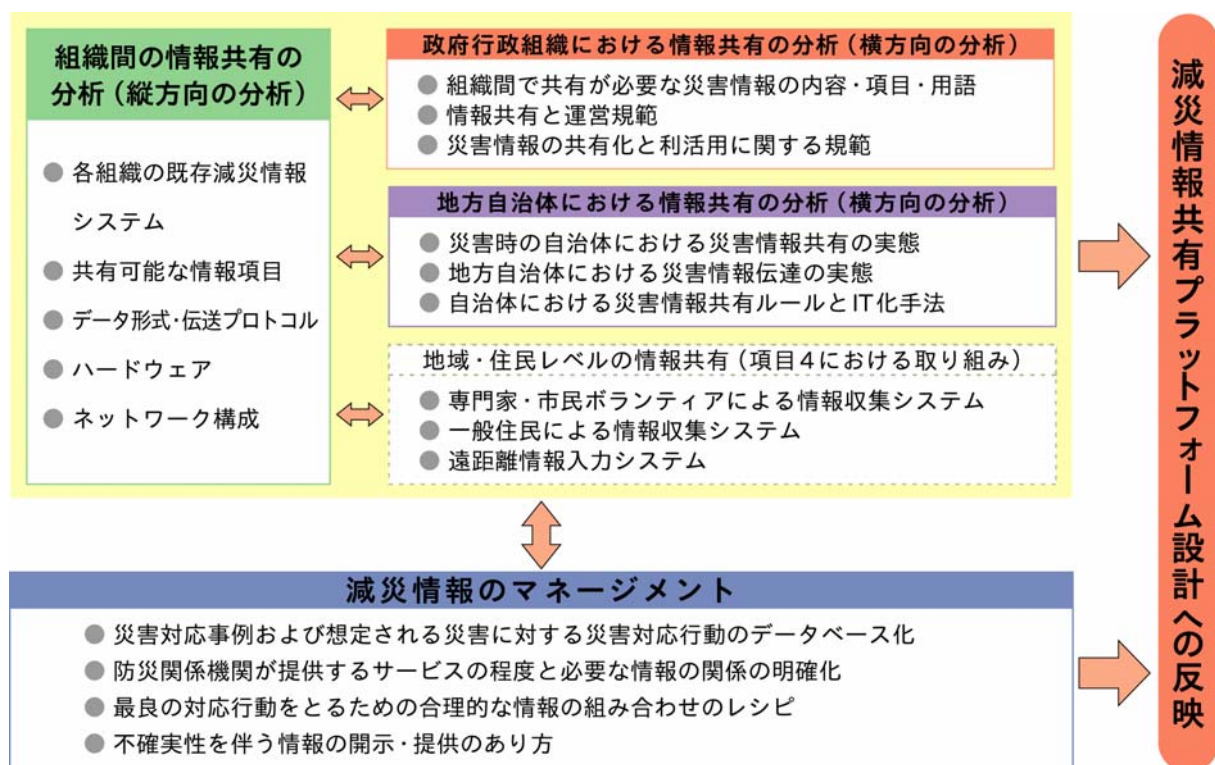 組織間の情報共有の
分析（縦方向の分析）
● 各組織の既存減災情報
システム
● 共有可能な情報項目
● データ形式・伝送プロトコル
● ハードウェア
● ネットワーク構成
政府行政組織における情報共有の分析（横方向の分析）
● 組織間で共有が必要な災害情報の内容・項目・用語
● 情報共有と運営規範
● 災害情報の共有化と利活用に関する規範
地方自治体における情報共有の分析（横方向の分析）
● 災害時の自治体における災害情報共有の実態
● 地方自治体における災害情報伝達の実態
● 自治体における災害情報共有ルールとIT化手法
地域・住民レベルの情報共有（項目4における取り組み）
● 専門家・市民ボランティアによる情報収集システム
● 一般住民による情報収集システム
● 遠距離情報入力システム
減災情報のマネージメント
● 災害対応事例および想定される災害に対する災害対応行動のデータベース化
● 防災関係機関が提供するサービスの程度と必要な情報の関係の明確化
● 最良の対応行動をとるための合理的な情報の組み合わせのレシピ
● 不確実性を伴う情報の開示・提供のあり方
減災情報共有プラットフォーム設計への反映